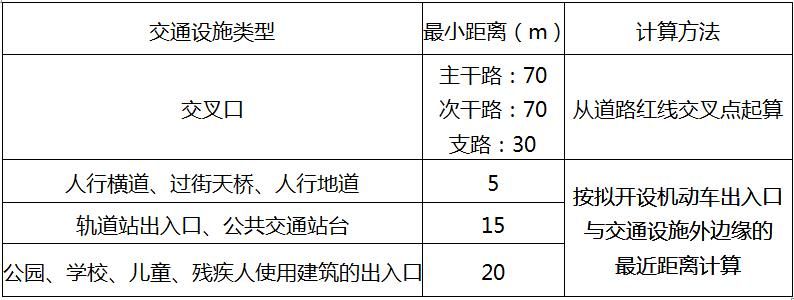 交通设施类型 最小距离（m） 计算方法
交叉口
主干路：70
次干路：70
支路：30
从道路红线交叉点起算
人行横道、过街天桥、人行地道 5
轨道站出入口、公共交通站台 15
公园、学校、儿童、残疾人使用建筑的出入口 20
按拟开设机动车出入口
与交通设施外边缘的
最近距离计算